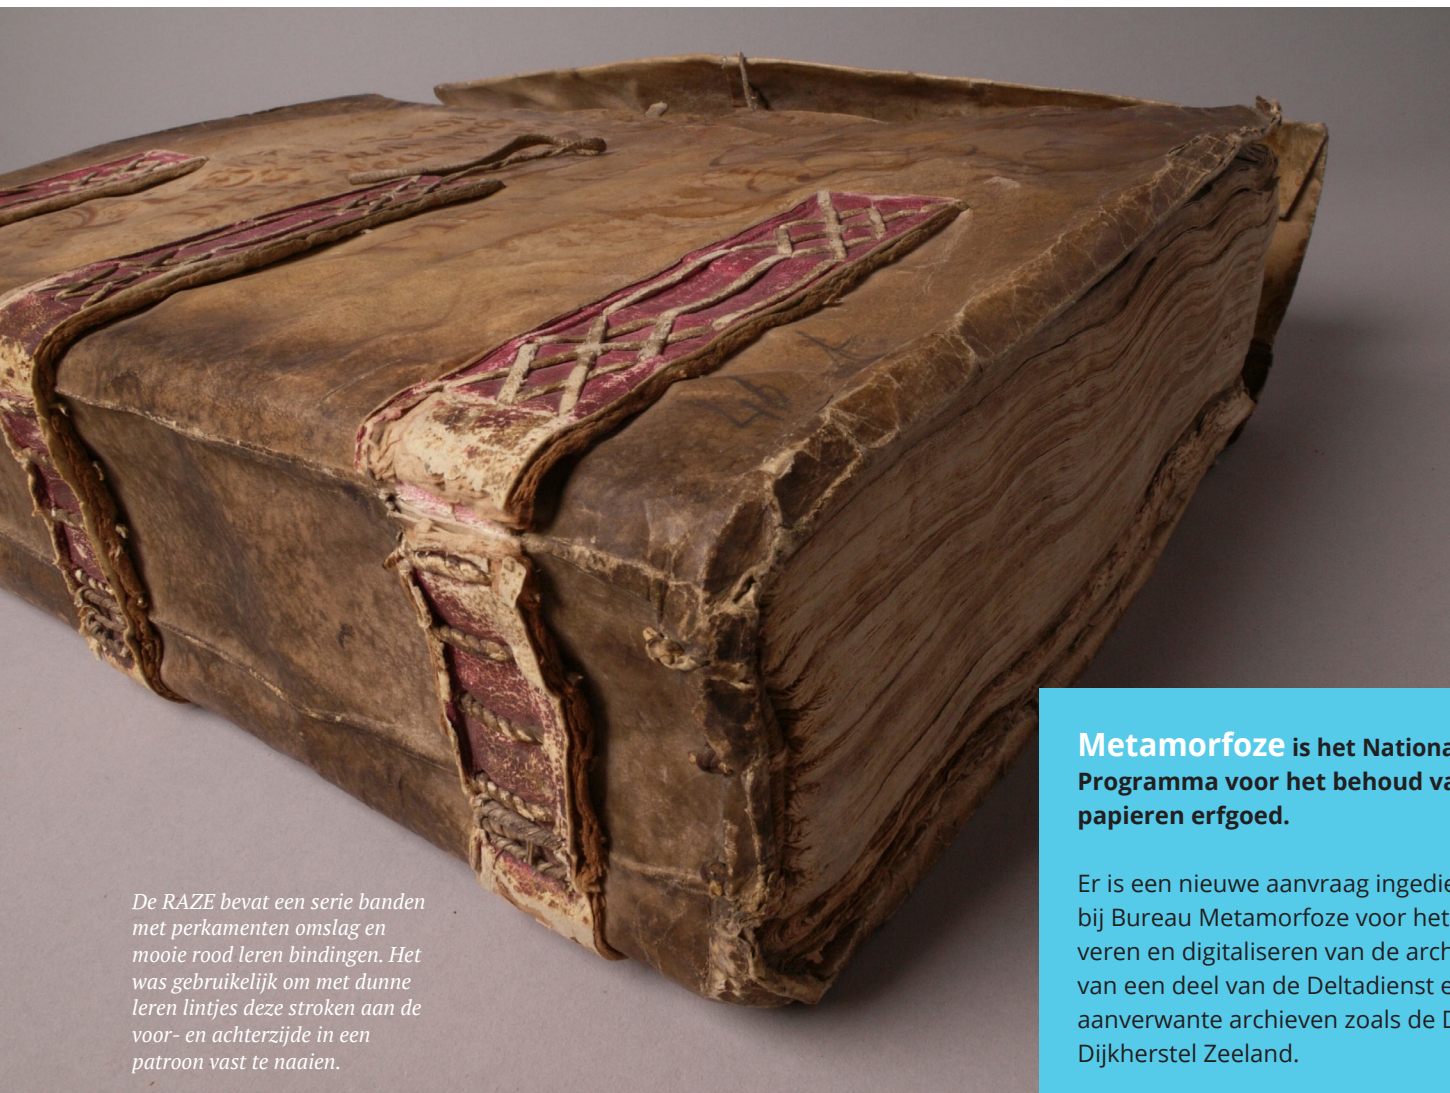 De RAZE bevat een serie banden
met perkamenten omslag en
mooie rood leren bindingen. Het
was gebruikelijk om met dunne
leren lintjes deze stroken aan de
voor- en achterzijde in een
patroon vast te naaien.
Metamorfoze is het Nationa
Programma voor het behoud va
papieren erfgoed.
Er is een nieuwe aanvraag ingedie
bij Bureau Metamorfoze voor het
veren en digitaliseren van de arch
van een deel van de Deltadienst e
aanverwante archieven zoals de D
Dijkherstel Zeeland.